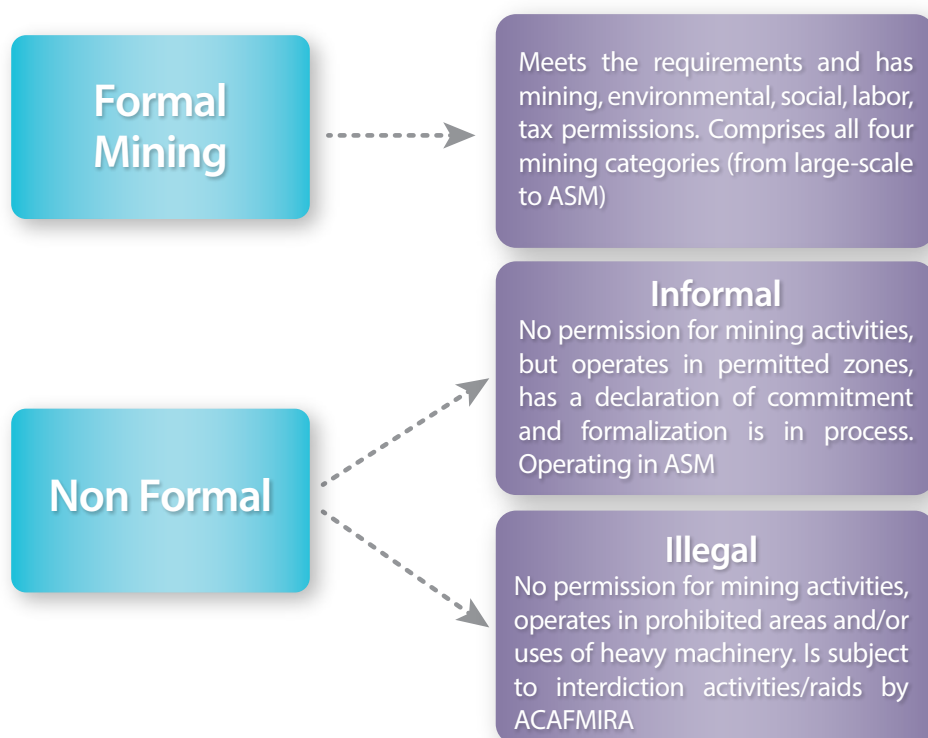 Formal
Mining
Meets the requirements and has
mining, environmental, social, labor,
tax permissions. Comprises all four
mining categories (from large-scale
to ASM)
Non Formal
Informal
No permission for mining activities,
but operates in permitted zones,
has a declaration of commitment
and formalization is in process.
Operating in ASM
Illegal
No permission for mining activities,
operates in prohibited areas and/or
uses of heavy machinery. Is subject
to interdiction activities/raids by
ACAFMIRA